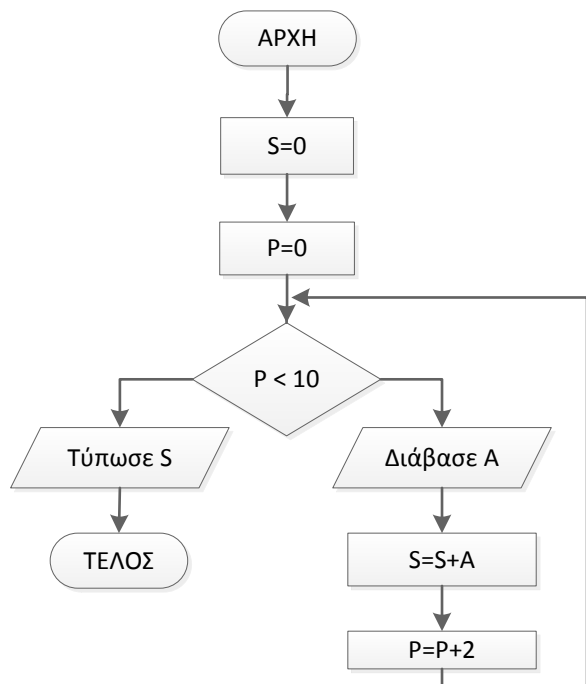 ΑΡΧΗ
S=0
P=0
P < 10
Τύπωσε S
Διάβασε A
ΤΕΛΟΣ
S=S+A
P=P+2